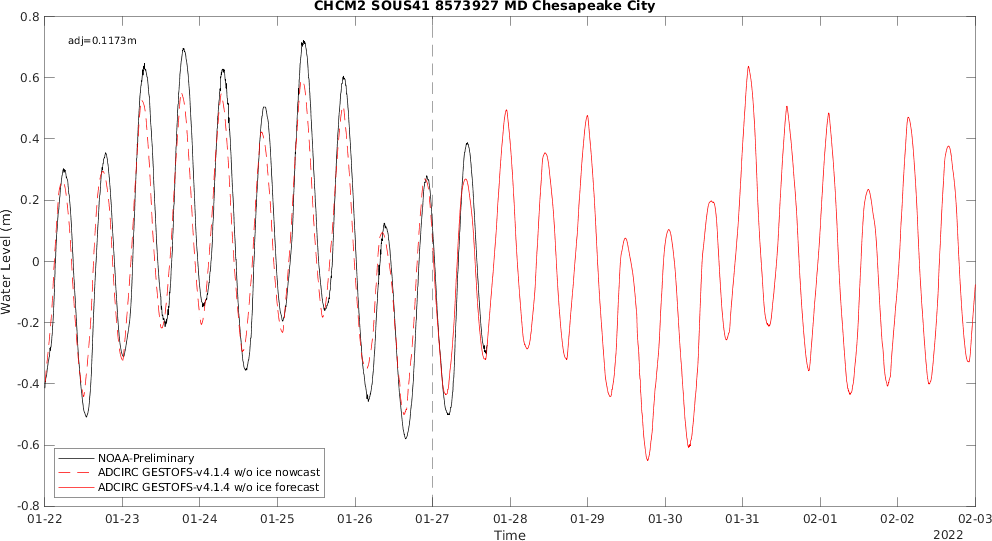 CHCM2 SOUS41 8573927 MD Chesapeake City
adj=0.1173m
0.8
0.6
0.4
0.2
0
-0.2
-0.4
-0.6
-0.8
Water Level (m)
NOAA-Preliminary
ADCIRC GESTOFS-v4.1.4 w/o ice nowcast
ADCIRC GESTOFS-v4.1.4 w/o ice forecast
01-22 01-23 01-24 01-25 01-26 01-27 01-28 01-29 01-30 01-31 02-01 02-02 02-03
Time
2022